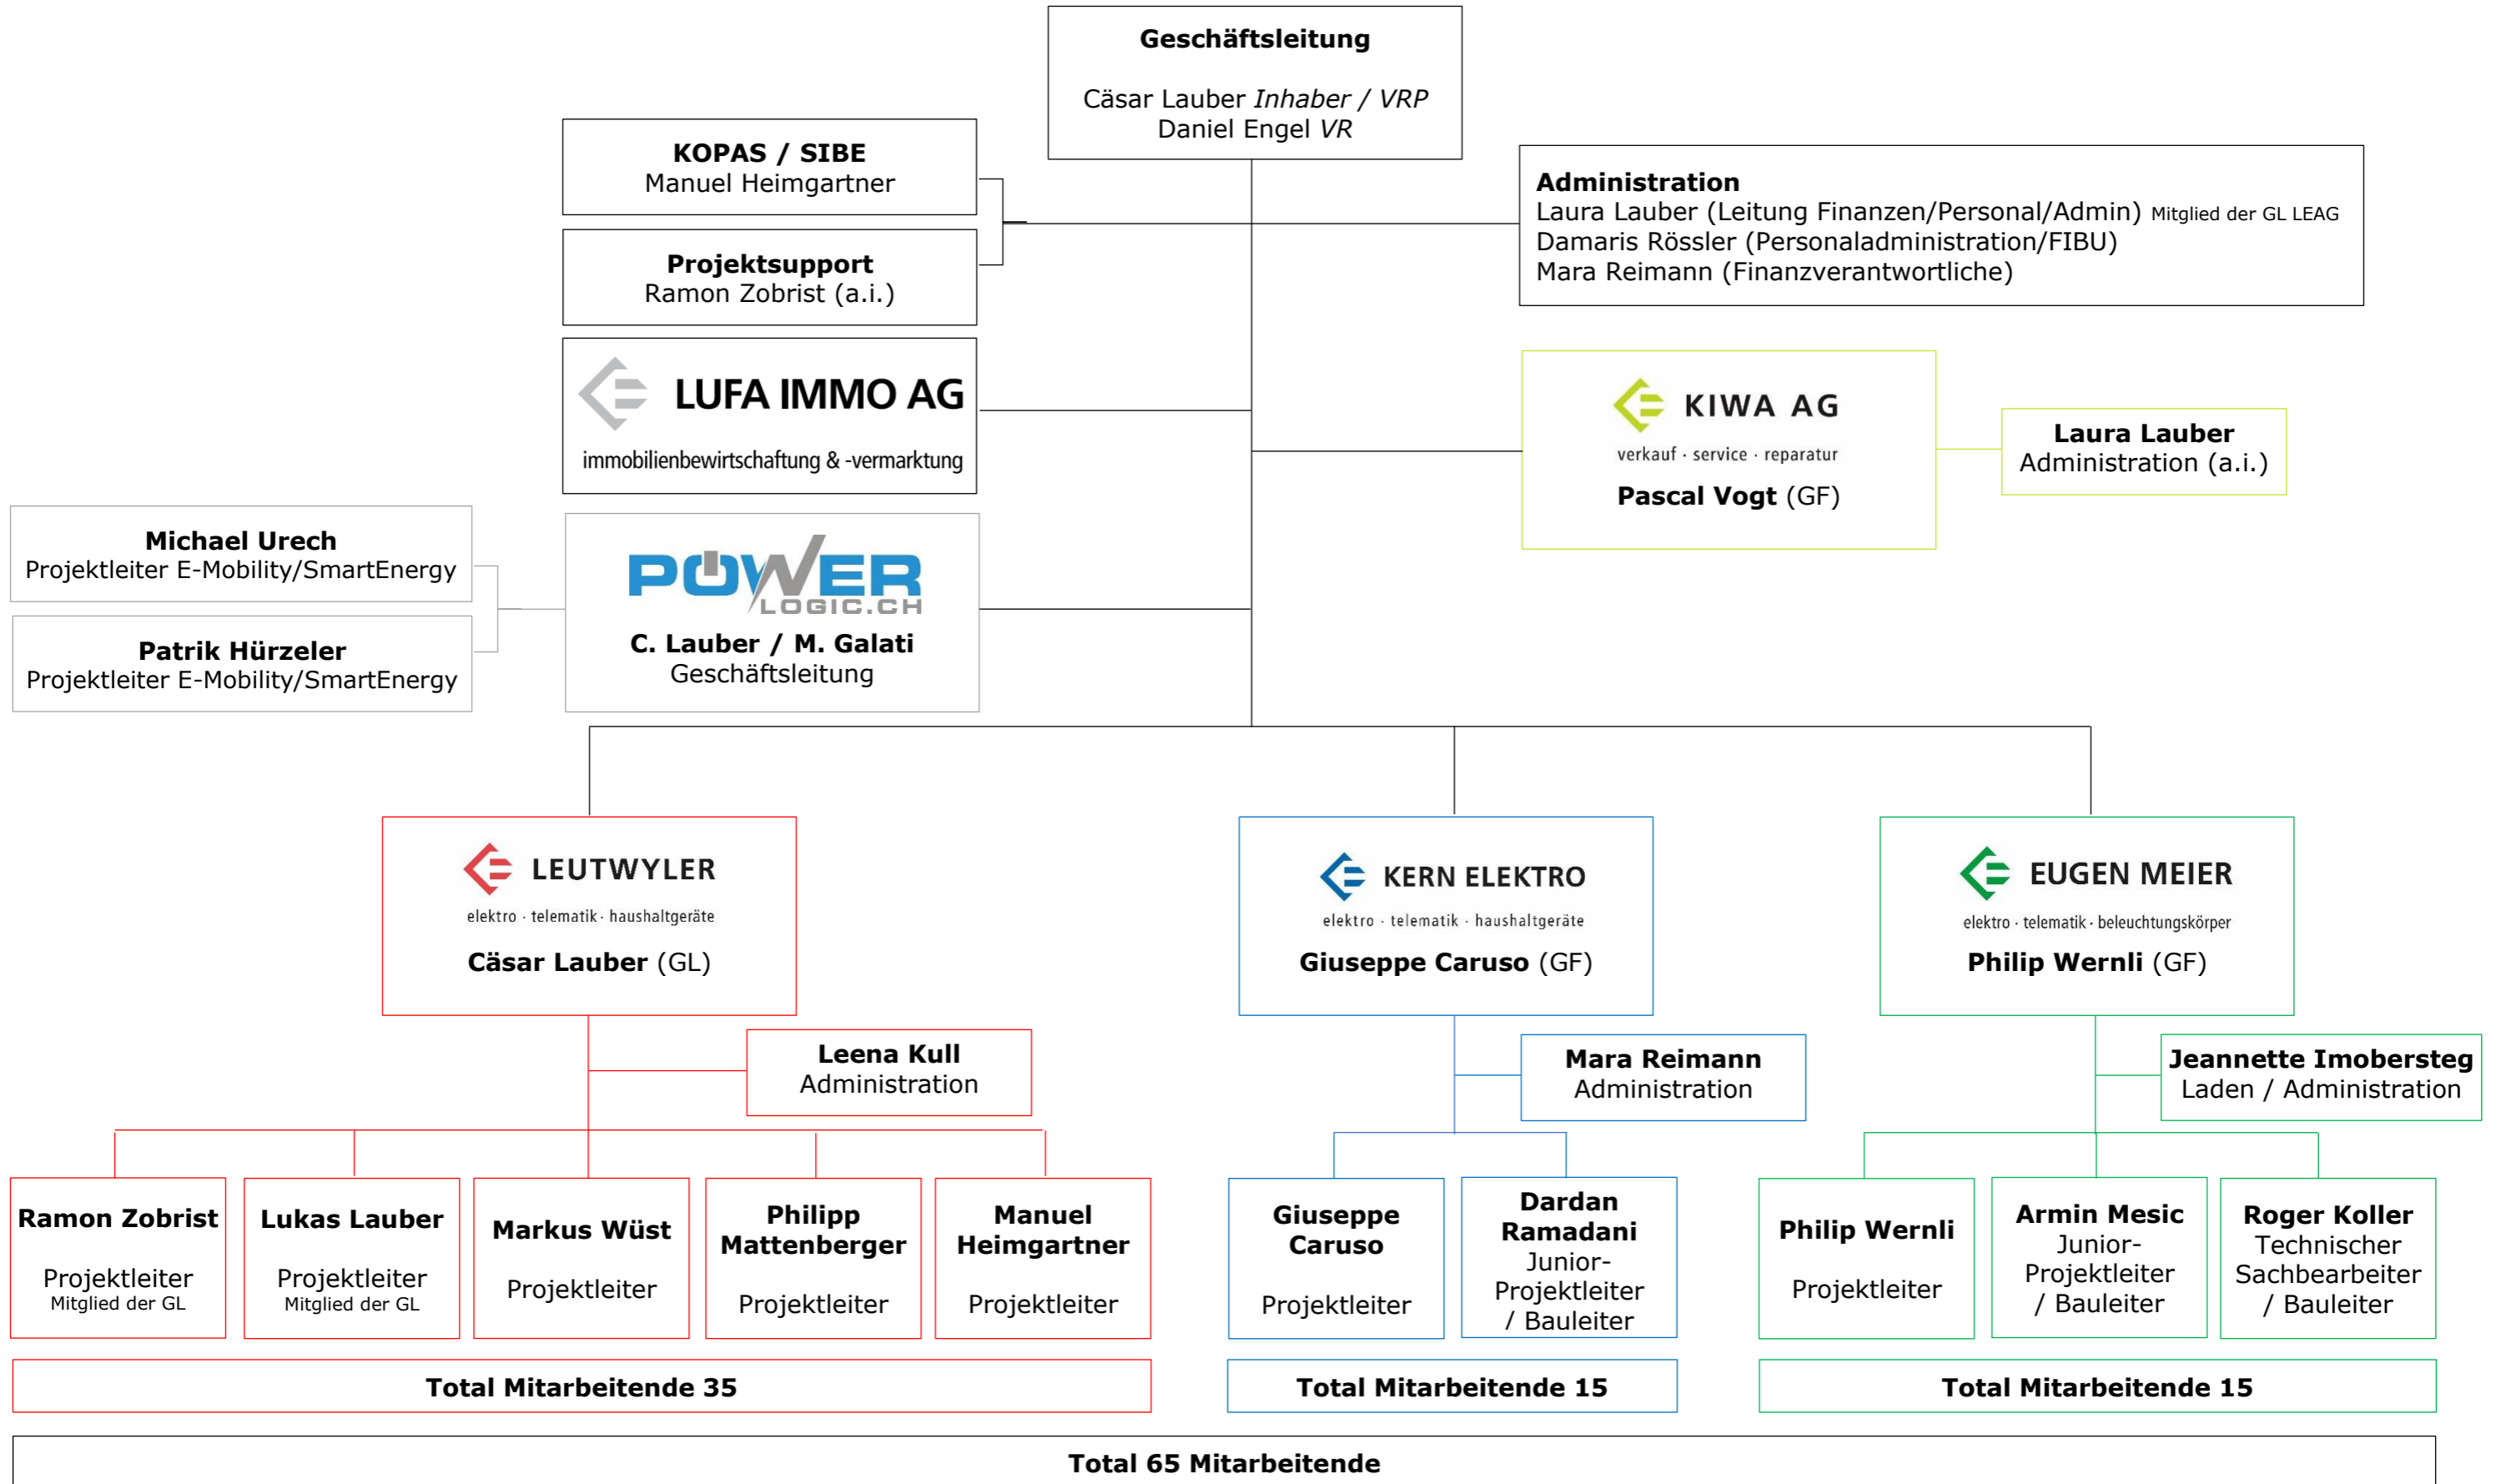 Geschäftsleitung
Cäsar Lauber Inhaber / VRP
Daniel Engel VR
KOPAS / SIBE
Manuel Heimgartner
Projektsupport
Ramon Zobrist (a.i.)
Administration
Laura Lauber (Leitung Finanzen/Personal/Admin) Mitglied der GL LEAG
Damaris Rössler (Personaladministration/FIBU)
Mara Reimann (Finanzverantwortliche)
LUFA IMMO AG
immobilienbewirtschaftung & -vermarktung
KIWA AG
verkauf · service · reparatur
Pascal Vogt (GF)
Laura Lauber
Administration (a.i.)
Michael Urech
Projektleiter E-Mobility/SmartEnergy
Patrik Hürzeler
Projektleiter E-Mobility/SmartEnergy
POWER
LOGIC.CH
C. Lauber / M. Galati
Geschäftsleitung
LEUTWYLER
elektro · telematik · haushaltgeräte
Cäsar Lauber (GL)
KERN ELEKTRO
elektro · telematik · haushaltgeräte
Giuseppe Caruso (GF)
EUGEN MEIER
elektro · telematik · beleuchtungskörper
Philip Wernli (GF)
Leena Kull
Administration
Mara Reimann
Administration
Jeannette Imobersteg
Laden / Administration
Ramon Zobrist
Projektleiter
Mitglied der GL
Lukas Lauber
Projektleiter
Mitglied der GL
Markus Wüst
Projektleiter
Philipp
Mattenberger
Projektleiter
Manuel
Heimgartner
Projektleiter
Giuseppe
Caruso
Projektleiter
Dardan
Ramadani
Junior-
Projektleiter
/ Bauleiter
Philip Wernli
Projektleiter
Armin Mesic
Junior-
Projektleiter
/ Bauleiter
Roger Koller
Technischer
Sachbearbeiter
/ Bauleiter
Total Mitarbeitende 35
Total Mitarbeitende 15
Total Mitarbeitende 15
Total 65 Mitarbeitende